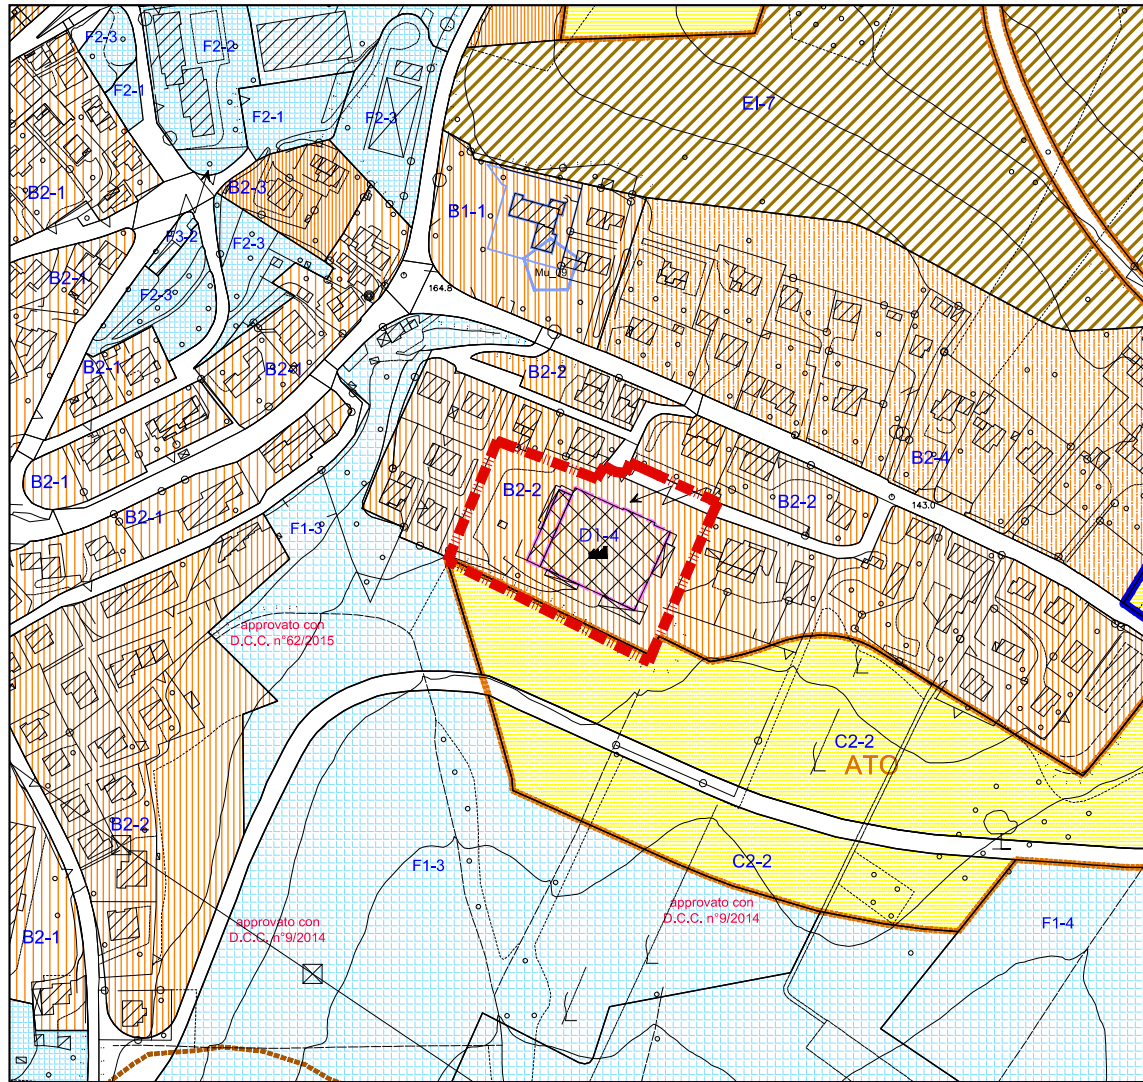 F2-3
F2-2
F2-1
F2-1
F2-3
EI-7
B2-1
B2-3
B1-1
F3-2
F2-3
B2-1
Mu_09
164.8
F2-3
B2-1
B2-1
B2-2
B2-4
B2-1
B2-2
B2-2
143.0
B2-1
F1-3
D1-4
approvato con
D.C.C. n°62/2015
C2-2
ATO
B2-2
F1-3
C2-2
approvato con
D.C.C. n°9/2014
approvato con
D.C.C. n°9/2014
F1-4
B2-1